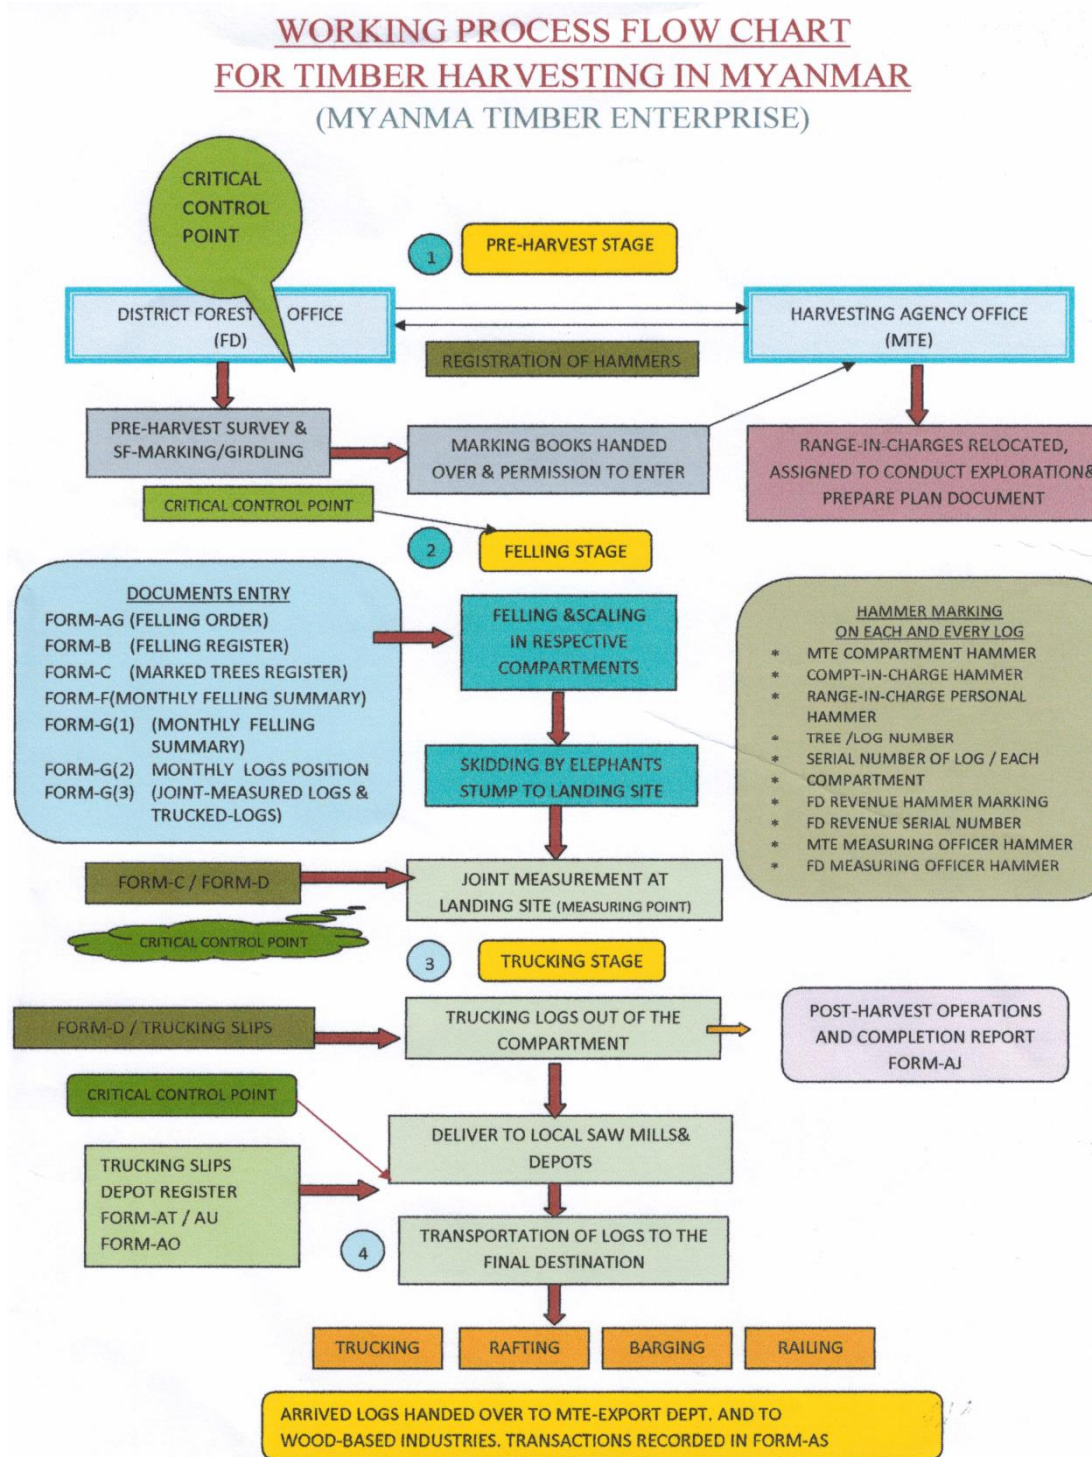 WORKING PROCESS FLOW CHART
FOR TIMBER HARVESTING IN MYANMAR
(MYANMA TIMBER ENTERPRISE)
CRITICAL
CONTROL
POINT
1
PRE-HARVEST STAGE
DISTRICT FOREST OFFICE
(FD)
HARVESTING AGENCY OFFICE
(MTE)
REGISTRATION OF HAMMERS
PRE-HARVEST SURVEY &
SF-MARKING/GIRDLING
MARKING BOOKS HANDED
OVER & PERMISSION TO ENTER
RANGE-IN-CHARGES RELOCATED,
ASSIGNED TO CONDUCT EXPLORATION&
PREPARE PLAN DOCUMENT
CRITICAL CONTROL POINT
2
FELLING STAGE
DOCUMENTS ENTRY
FORM-AG (FELLING ORDER)
FORM-B (FELLING REGISTER)
FORM-C (MARKED TREES REGISTER)
FORM-F(MONTHLY FELLING SUMMARY)
FORM-G(1) (MONTHLY FELLING
SUMMARY)
FORM-G(2) MONTHLY LOGS POSITION
FORM-G(3) (JOINT-MEASURED LOGS &
TRUCKED-LOGS)
FELLING &SCALING
IN RESPECTIVE
COMPARTMENTS
SKIDDING BY ELEPHANTS
STUMP TO LANDING SITE
HAMMER MARKING
ON EACH AND EVERY LOG
* MTE COMPARTMENT HAMMER
* COMPT-IN-CHARGE HAMMER
* RANGE-IN-CHARGE PERSONAL
HAMMER
* TREE /LOG NUMBER
* SERIAL NUMBER OF LOG / EACH
* COMPARTMENT
* FD REVENUE HAMMER MARKING
* FD REVENUE SERIAL NUMBER
* MTE MEASURING OFFICER HAMMER
* FD MEASURING OFFICER HAMMER
FORM-C / FORM-D
JOINT MEASUREMENT AT
LANDING SITE (MEASURING POINT)
CRITICAL CONTROL POINT
3
TRUCKING STAGE
FORM-D / TRUCKING SLIPS
TRUCKING LOGS OUT OF THE
COMPARTMENT
POST-HARVEST OPERATIONS
AND COMPLETION REPORT
FORM-AJ
CRITICAL CONTROL POINT
DELIVER TO LOCAL SAW MILLS&
DEPOTS
TRUCKING SLIPS
DEPOT REGISTER
FORM-AT / AU
FORM-AO
4
TRANSPORTATION OF LOGS TO THE
FINAL DESTINATION
TRUCKING
RAFTING
BARGING
RAILING
ARRIVED LOGS HANDED OVER TO MTE-EXPORT DEPT. AND TO
WOOD-BASED INDUSTRIES. TRANSACTIONS RECORDED IN FORM-AS